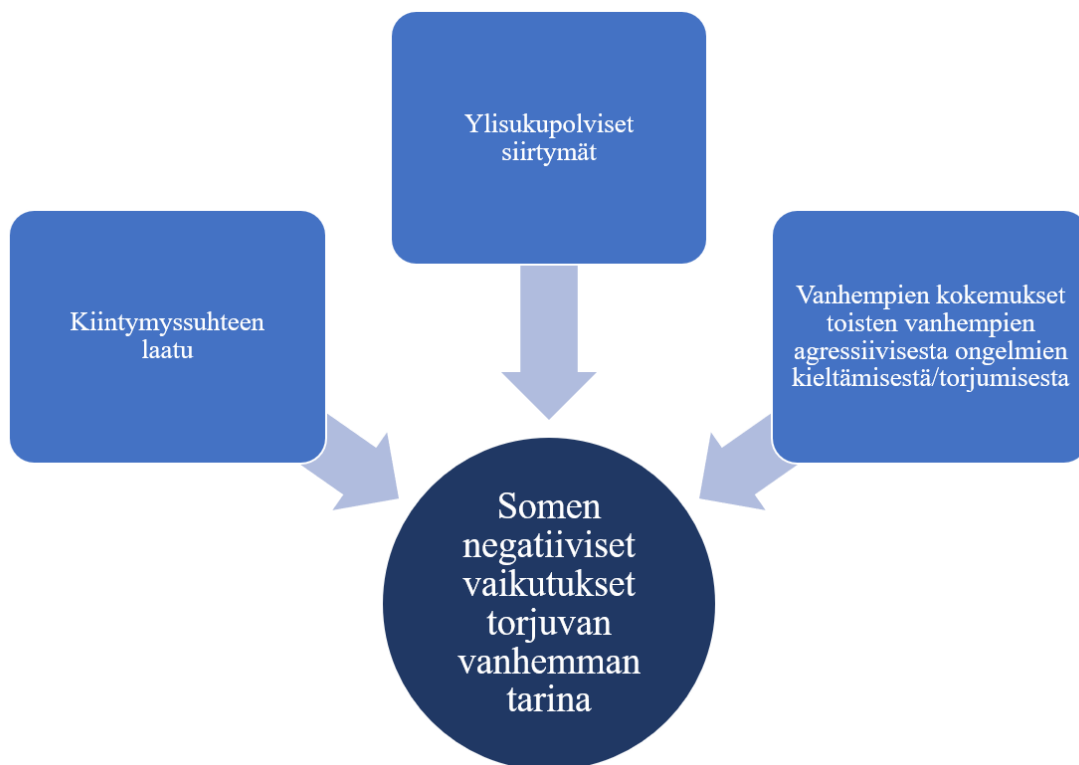 Ylisukupolviset
siirtymät
Kiintymyssuhteen
laatu
Vanhempien kokemukset
toisten vanhempien
agressiivisesta ongelmien
kieltämisestä/torjumisesta
Somen
negatiiviset
vaikutukset
torjuvan
vanhemman
tarina